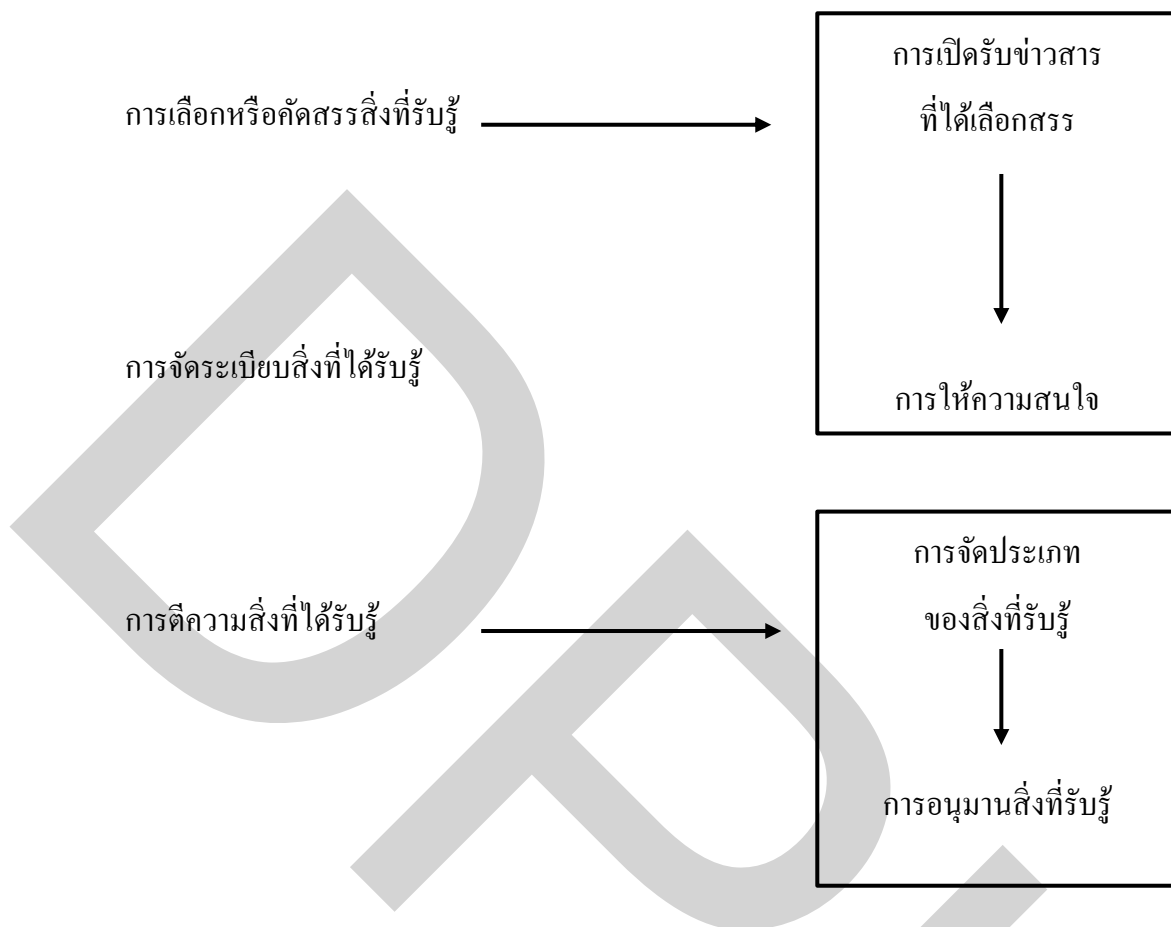 การเปิดรับข่าวสาร
การเลือกหรือคัดสรรสิ่งที่รับรู้
ที่ได้เลือกสรร
การจัดระเบียบสิ่งที่ได้รับรู้
การให้ความสนใจ
การจัดประเภท
การตีความสิ่งที่ได้รับรู้
ของสิ่งที่รับรู้
การอนุมานสิ่งที่รับรู้
DP